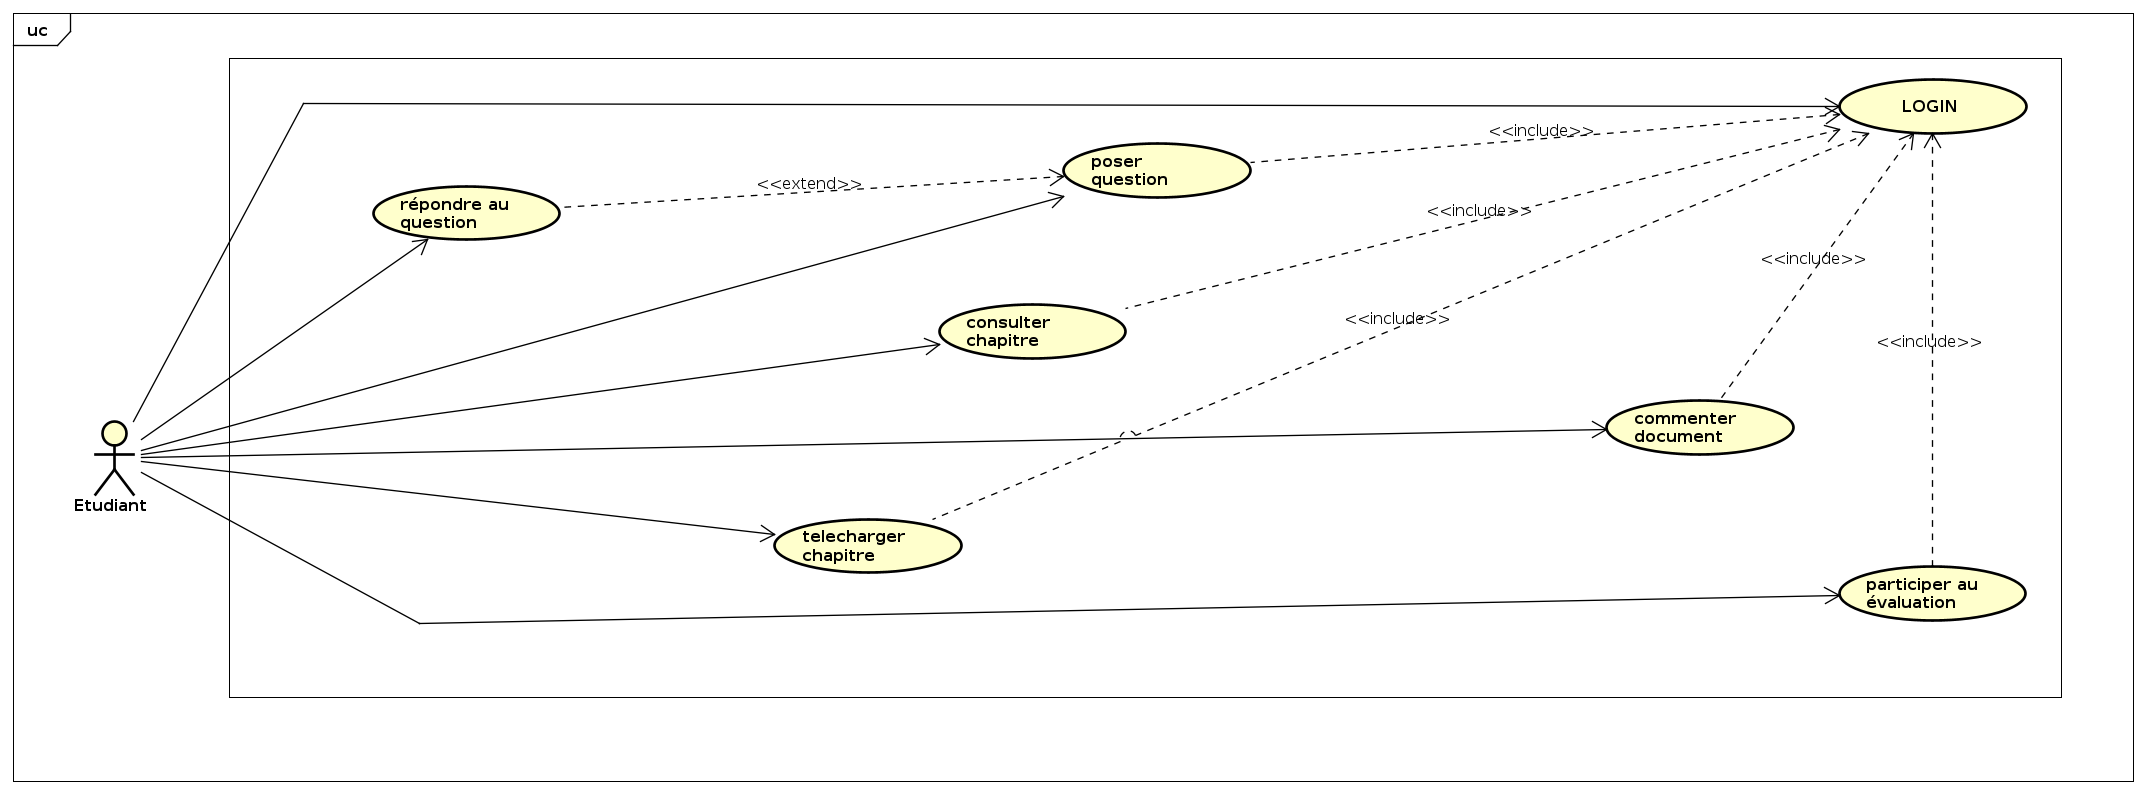 uc
LOGIN
<<include>>
poser
question
<<extend>>
répondre au
question
<<include>>
<<include>>
consulter
chapitre
<<include>>
<<include>>
commenter
document
Etudiant
telecharger
chapitre
participer au
évaluation